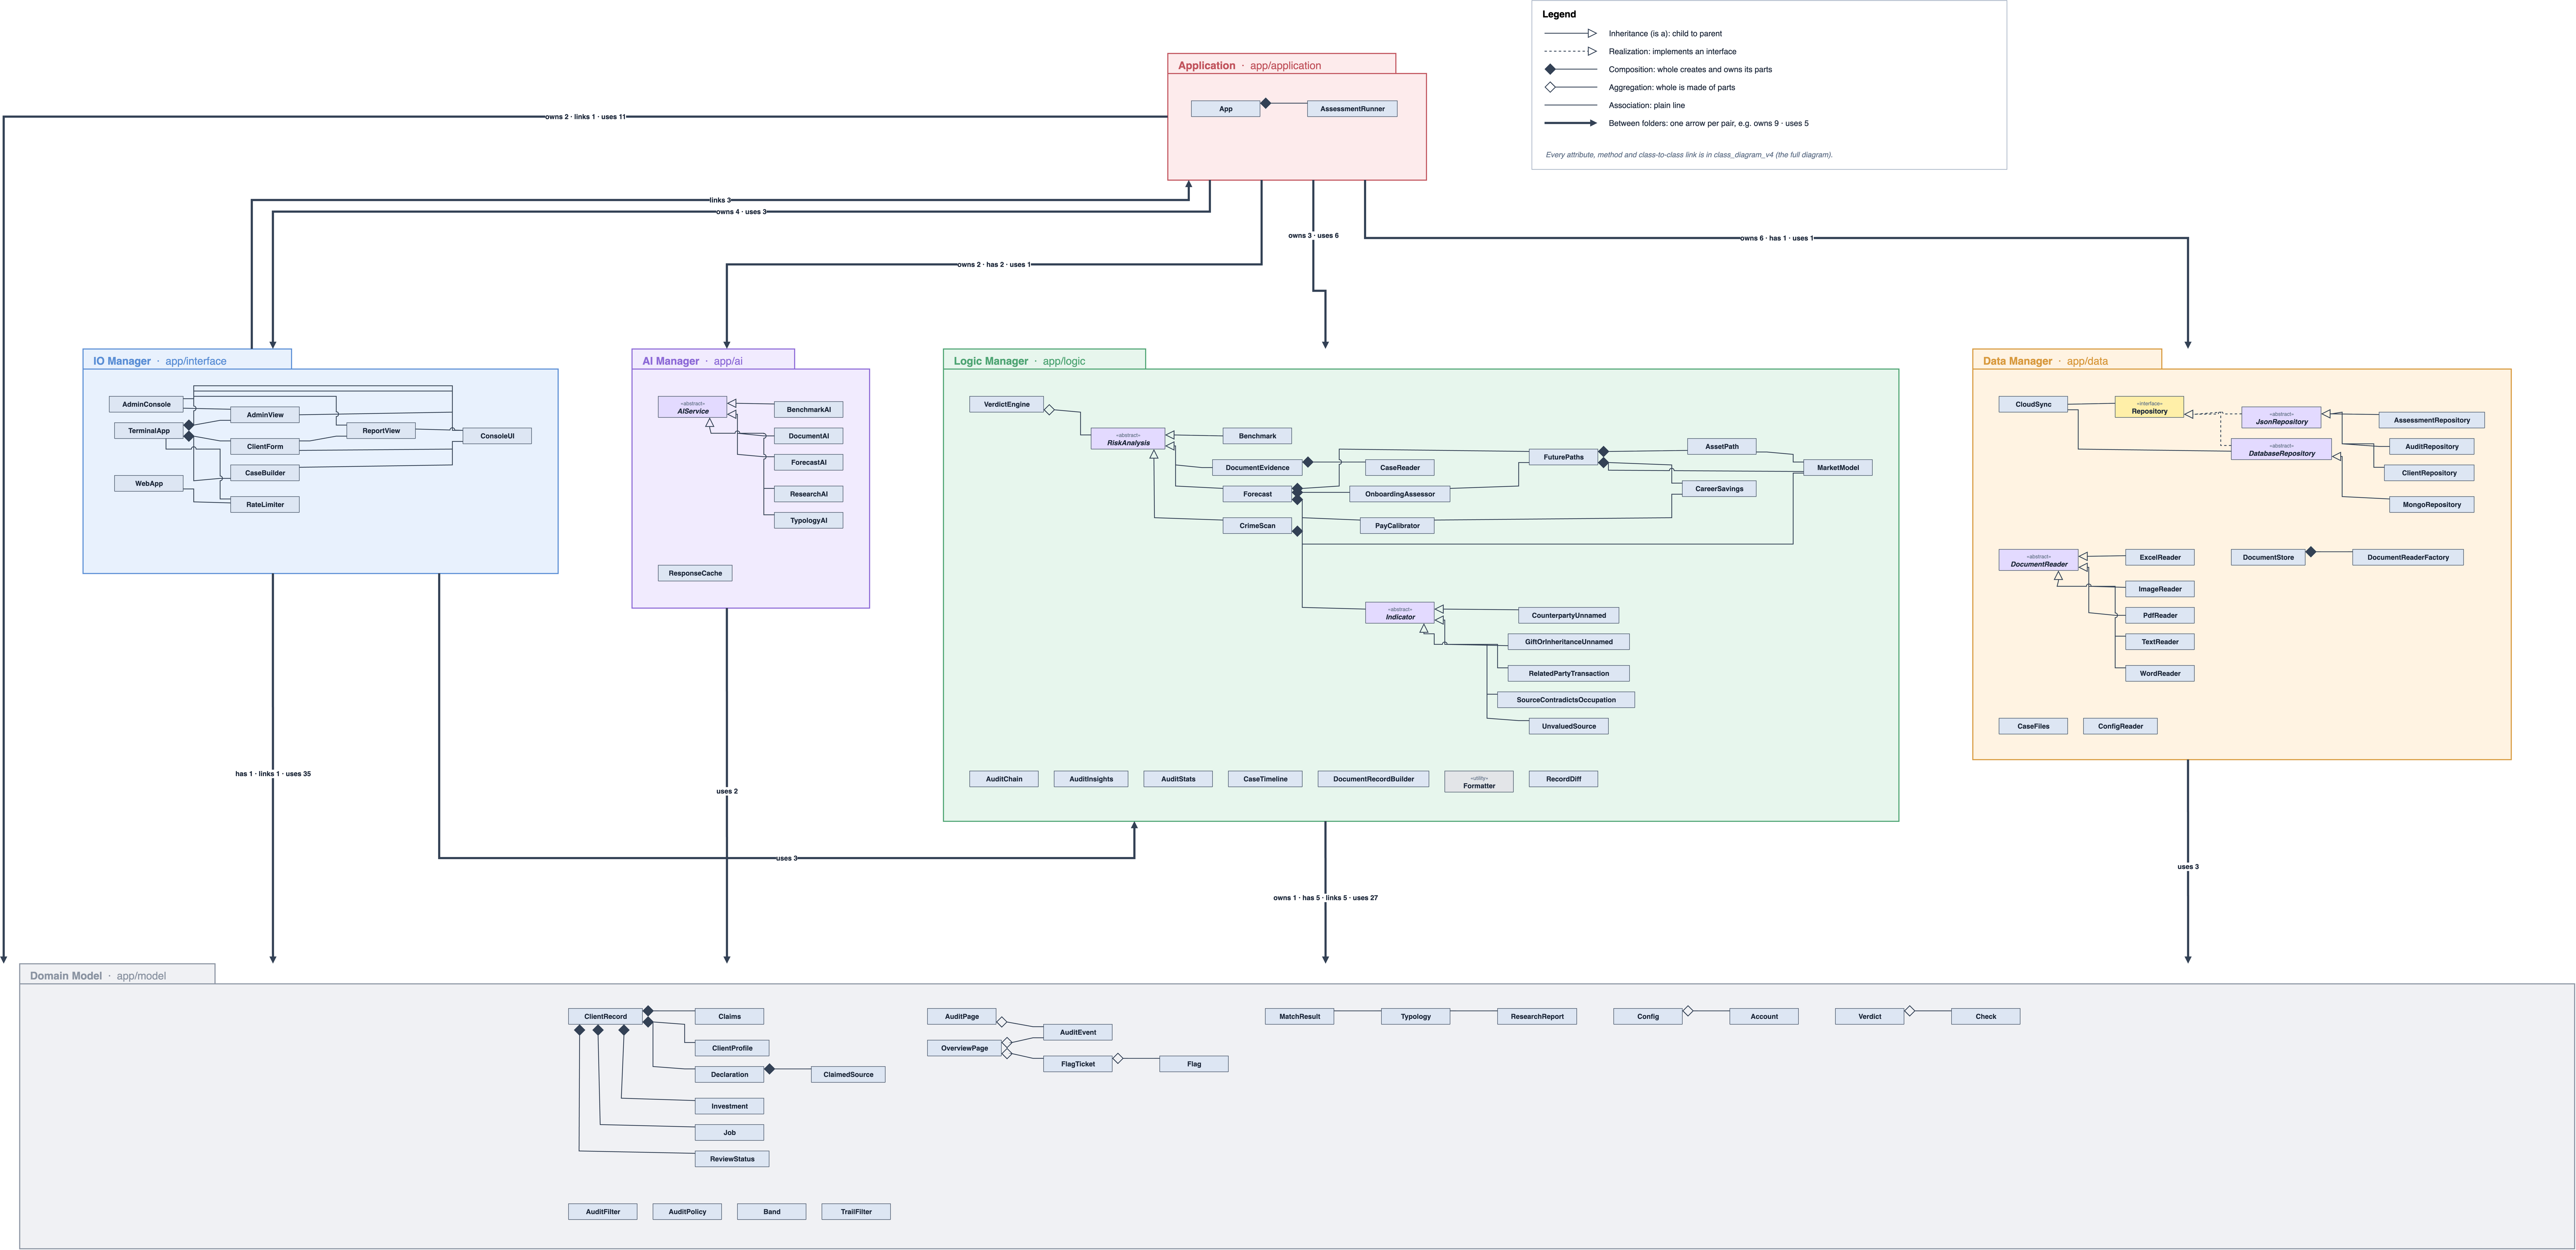 Legend
Inheritance (is a): child to parent
Realization: implements an interface
Composition: whole creates and owns its parts
Aggregation: whole is made of parts
Association: plain line
Between folders: one arrow per pair, e.g. owns 9 · uses 5
Every attribute, method and class-to-class link is in class_diagram_v4 (the full diagram).
Application · app/application
App
AssessmentRunner
owns 2 · links 1 · uses 11
links 3
owns 4 · uses 3
owns 3 · uses 6
owns 6 · has 1 · uses 1
owns 2 · has 2 · uses 1
IO Manager · app/interface
AdminConsole
AdminView
TerminalApp
ReportView
ConsoleUI
ClientForm
CaseBuilder
WebApp
RateLimiter
AI Manager · app/ai
«abstract»
AIService
BenchmarkAI
DocumentAI
ForecastAI
ResearchAI
TypologyAI
ResponseCache
Logic Manager · app/logic
VerdictEngine
«abstract»
RiskAnalysis
Benchmark
DocumentEvidence
CaseReader
Forecast
OnboardingAssessor
CrimeScan
PayCalibrator
FuturePaths
AssetPath
MarketModel
CareerSavings
«abstract»
Indicator
CounterpartyUnnamed
GiftOrInheritanceUnnamed
RelatedPartyTransaction
SourceContradictsOccupation
UnvaluedSource
AuditChain
AuditInsights
AuditStats
CaseTimeline
DocumentRecordBuilder
«utility»
Formatter
RecordDiff
Data Manager · app/data
CloudSync
«interface»
Repository
«abstract»
JsonRepository
AssessmentRepository
«abstract»
DatabaseRepository
AuditRepository
ClientRepository
MongoRepository
«abstract»
DocumentReader
ExcelReader
ImageReader
PdfReader
TextReader
WordReader
DocumentStore
DocumentReaderFactory
CaseFiles
ConfigReader
has 1 · links 1 · uses 35
uses 2
uses 3
owns 1 · has 5 · links 5 · uses 27
uses 3
Domain Model · app/model
ClientRecord
Claims
ClientProfile
Declaration
ClaimedSource
Investment
Job
ReviewStatus
AuditPage
AuditEvent
OverviewPage
FlagTicket
Flag
MatchResult
Typology
ResearchReport
Config
Account
Verdict
Check
AuditFilter
AuditPolicy
Band
TrailFilter